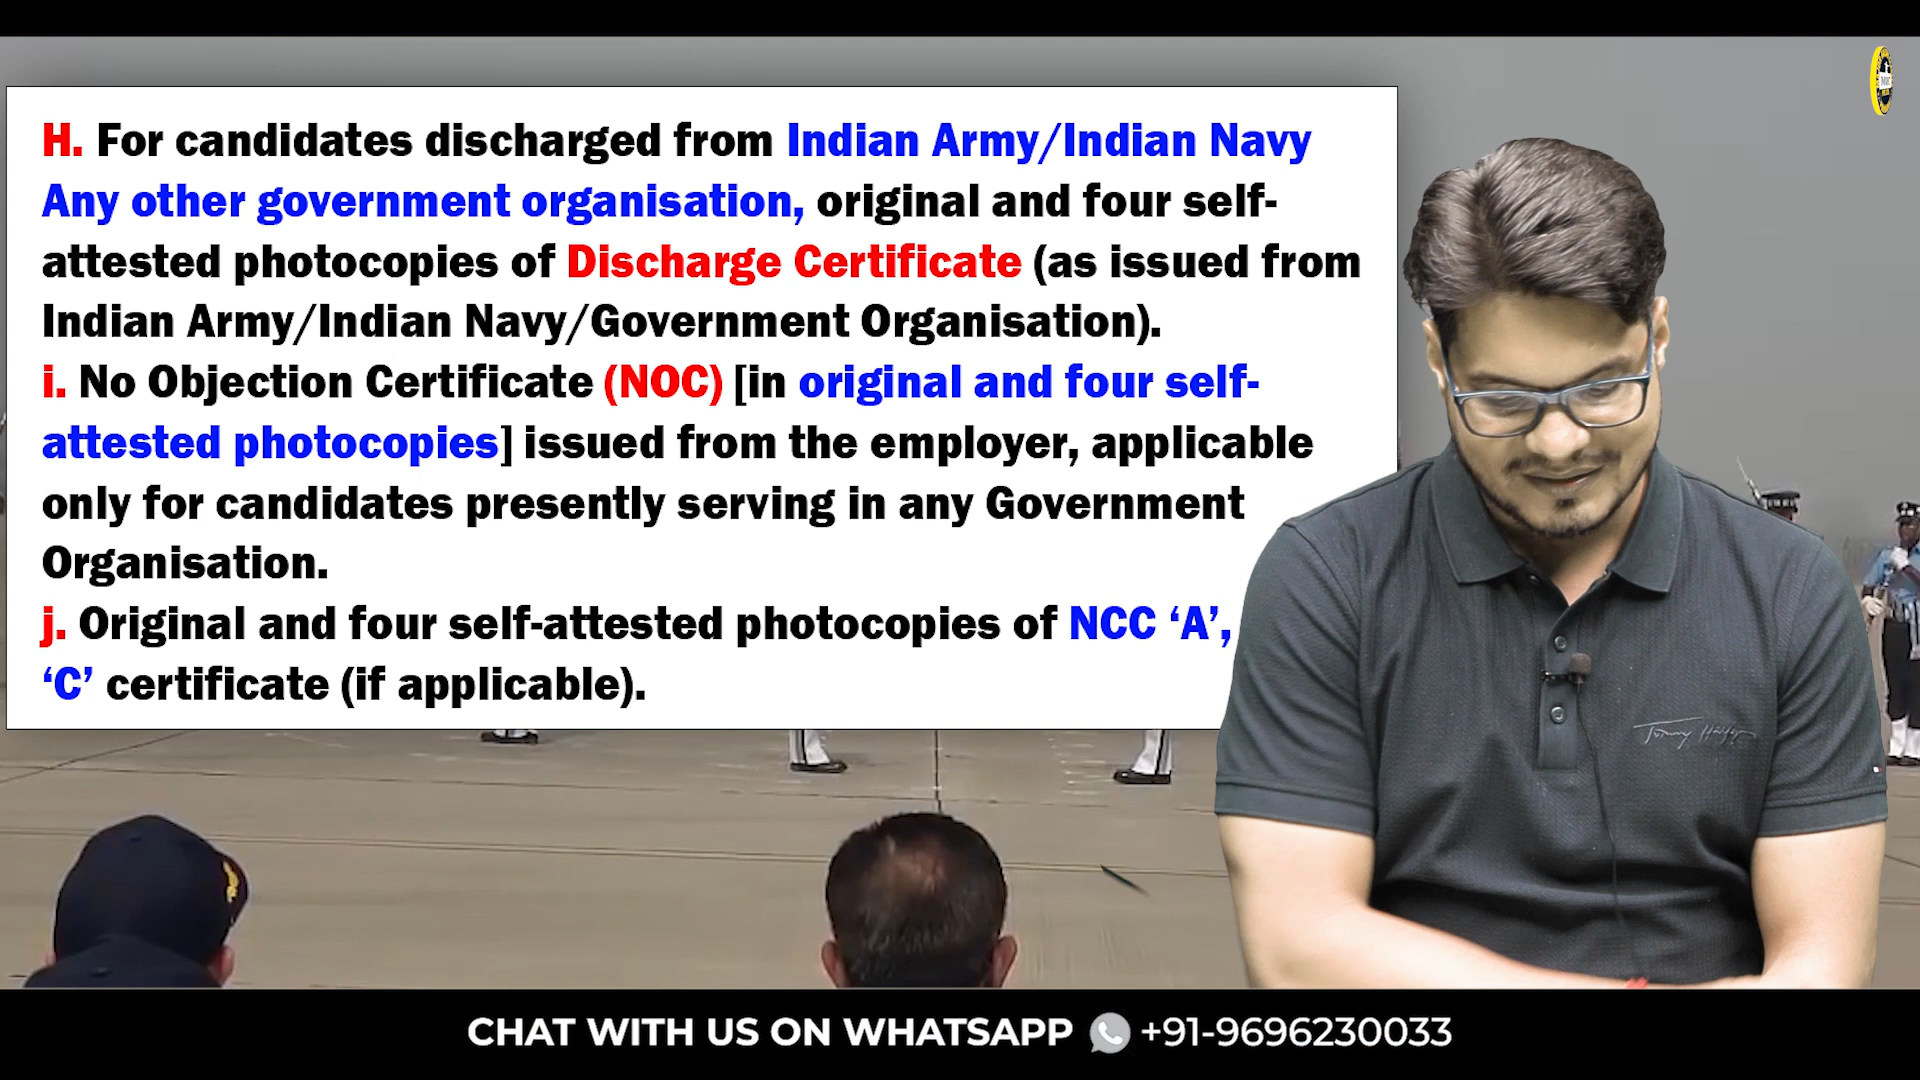 H. For candidates discharged from Indian Army/Indian Navy
Any other government organisation, original and four self-
attested photocopies of Discharge Certificate (as issued from
Indian Army/Indian Navy/Government Organisation).
i. No Objection Certificate (NOC) [in original and four self-
attested photocopies] issued from the employer, applicable
only for candidates presently serving in any Government
Organisation.
j. Original and four self-attested photocopies of NCC ‘A’,
‘C’ certificate (if applicable).
Tommy Hilfiger
CHAT WITH US ON WHATSAPP +91-9696230033